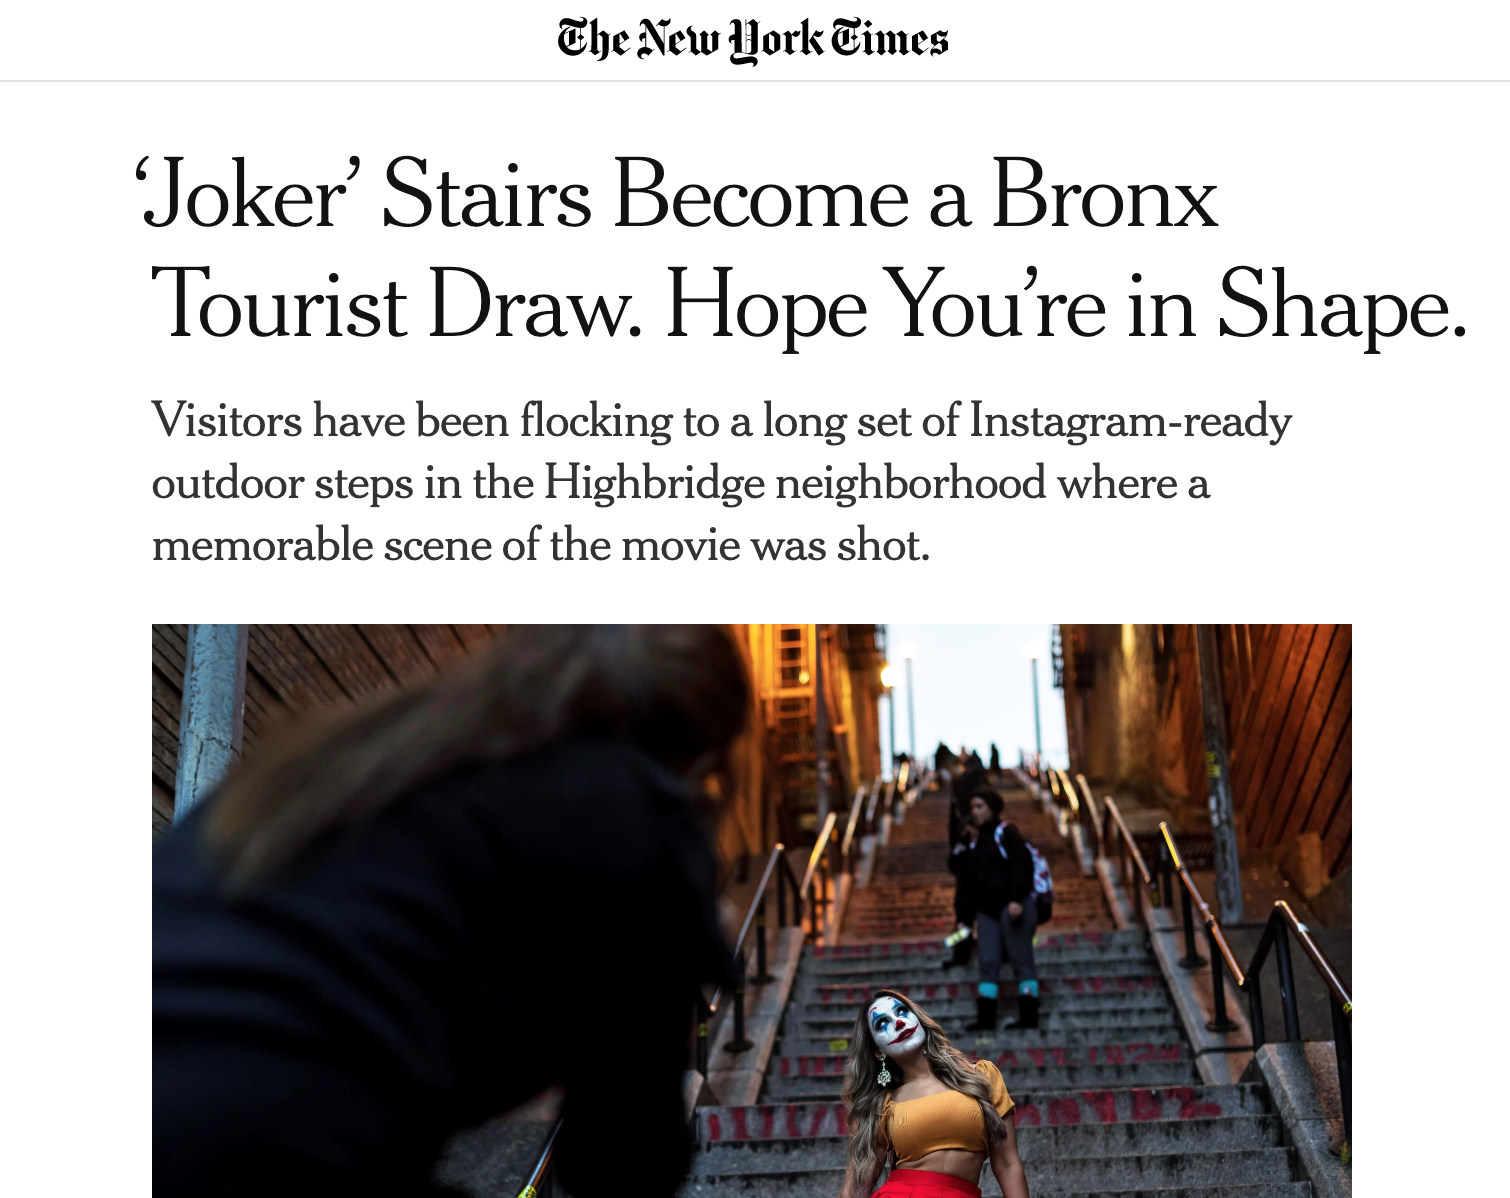 The New York Times
‘Joker’ Stairs Become a Bronx
Tourist Draw. Hope You’re in Shape.
Visitors have been flocking to a long set of Instagram-ready
outdoor steps in the Highbridge neighborhood where a
memorable scene of the movie was shot.